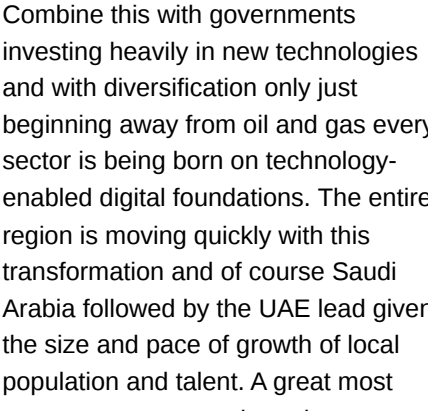 Combine this with governments
investing heavily in new technologies
and with diversification only just
beginning away from oil and gas every
sector is being born on technology-
enabled digital foundations. The entire
region is moving quickly with this
transformation and of course Saudi
Arabia followed by the UAE lead given
the size and pace of growth of local
population and talent. A great most